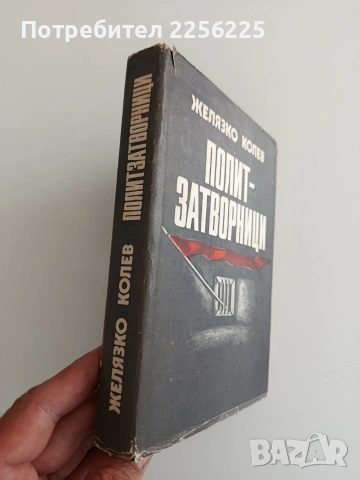 Потребител 2256225
ЖЕЛЯЗКО КОЛЕВ ПОЛИТЗАТВОРНИЦИ
ЖЕЛЯЗКО КОЛЕВ
ПОЛИТ-
ЗАТВОРНИЦИ
BAZAR